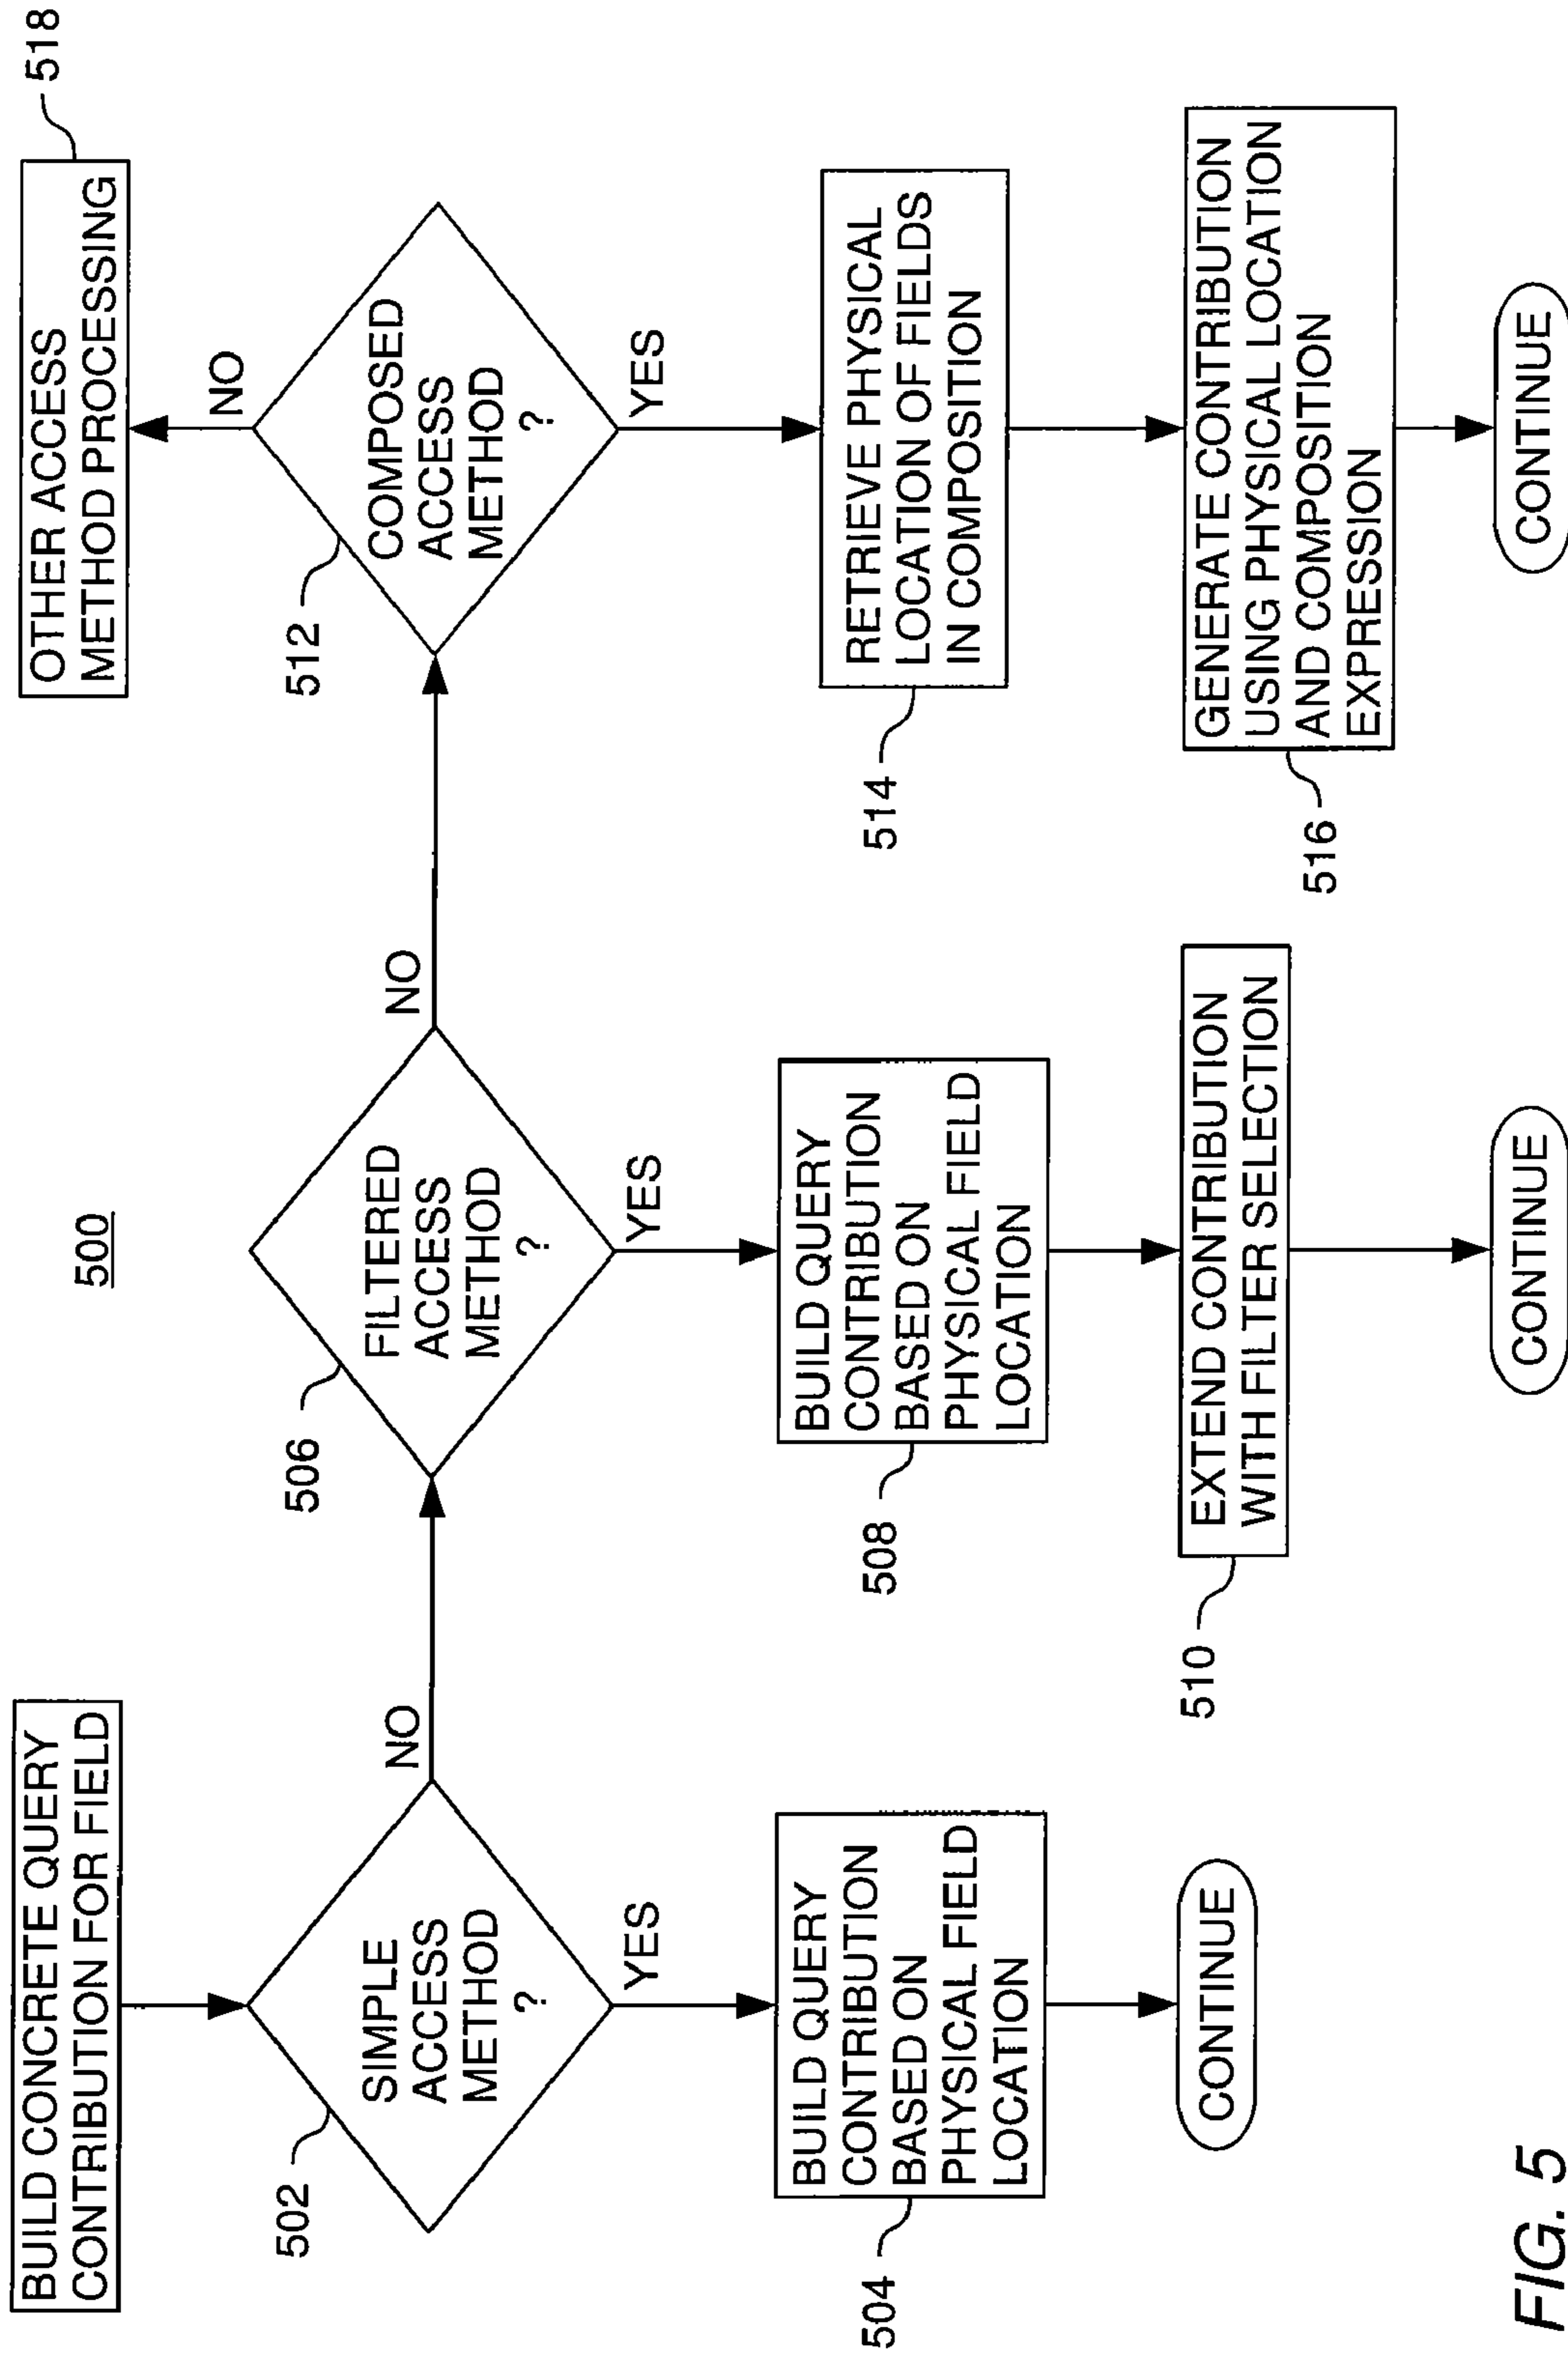 500
BUILD CONCRETE QUERY
CONTRIBUTION FOR FIELD
502
SIMPLE
ACCESS
METHOD
?
NO
YES
504
BUILD QUERY
CONTRIBUTION
BASED ON
PHYSICAL FIELD
LOCATION
CONTINUE
506
FILTERED
ACCESS
METHOD
?
NO
YES
508
BUILD QUERY
CONTRIBUTION
BASED ON
PHYSICAL FIELD
LOCATION
510
EXTEND CONTRIBUTION
WITH FILTER SELECTION
CONTINUE
512
COMPOSED
ACCESS
METHOD
?
NO
518
OTHER ACCESS
METHOD PROCESSING
YES
514
RETRIEVE PHYSICAL
LOCATION OF FIELDS
IN COMPOSITION
516
GENERATE CONTRIBUTION
USING PHYSICAL LOCATION
AND COMPOSITION
EXPRESSION
CONTINUE
FIG. 5